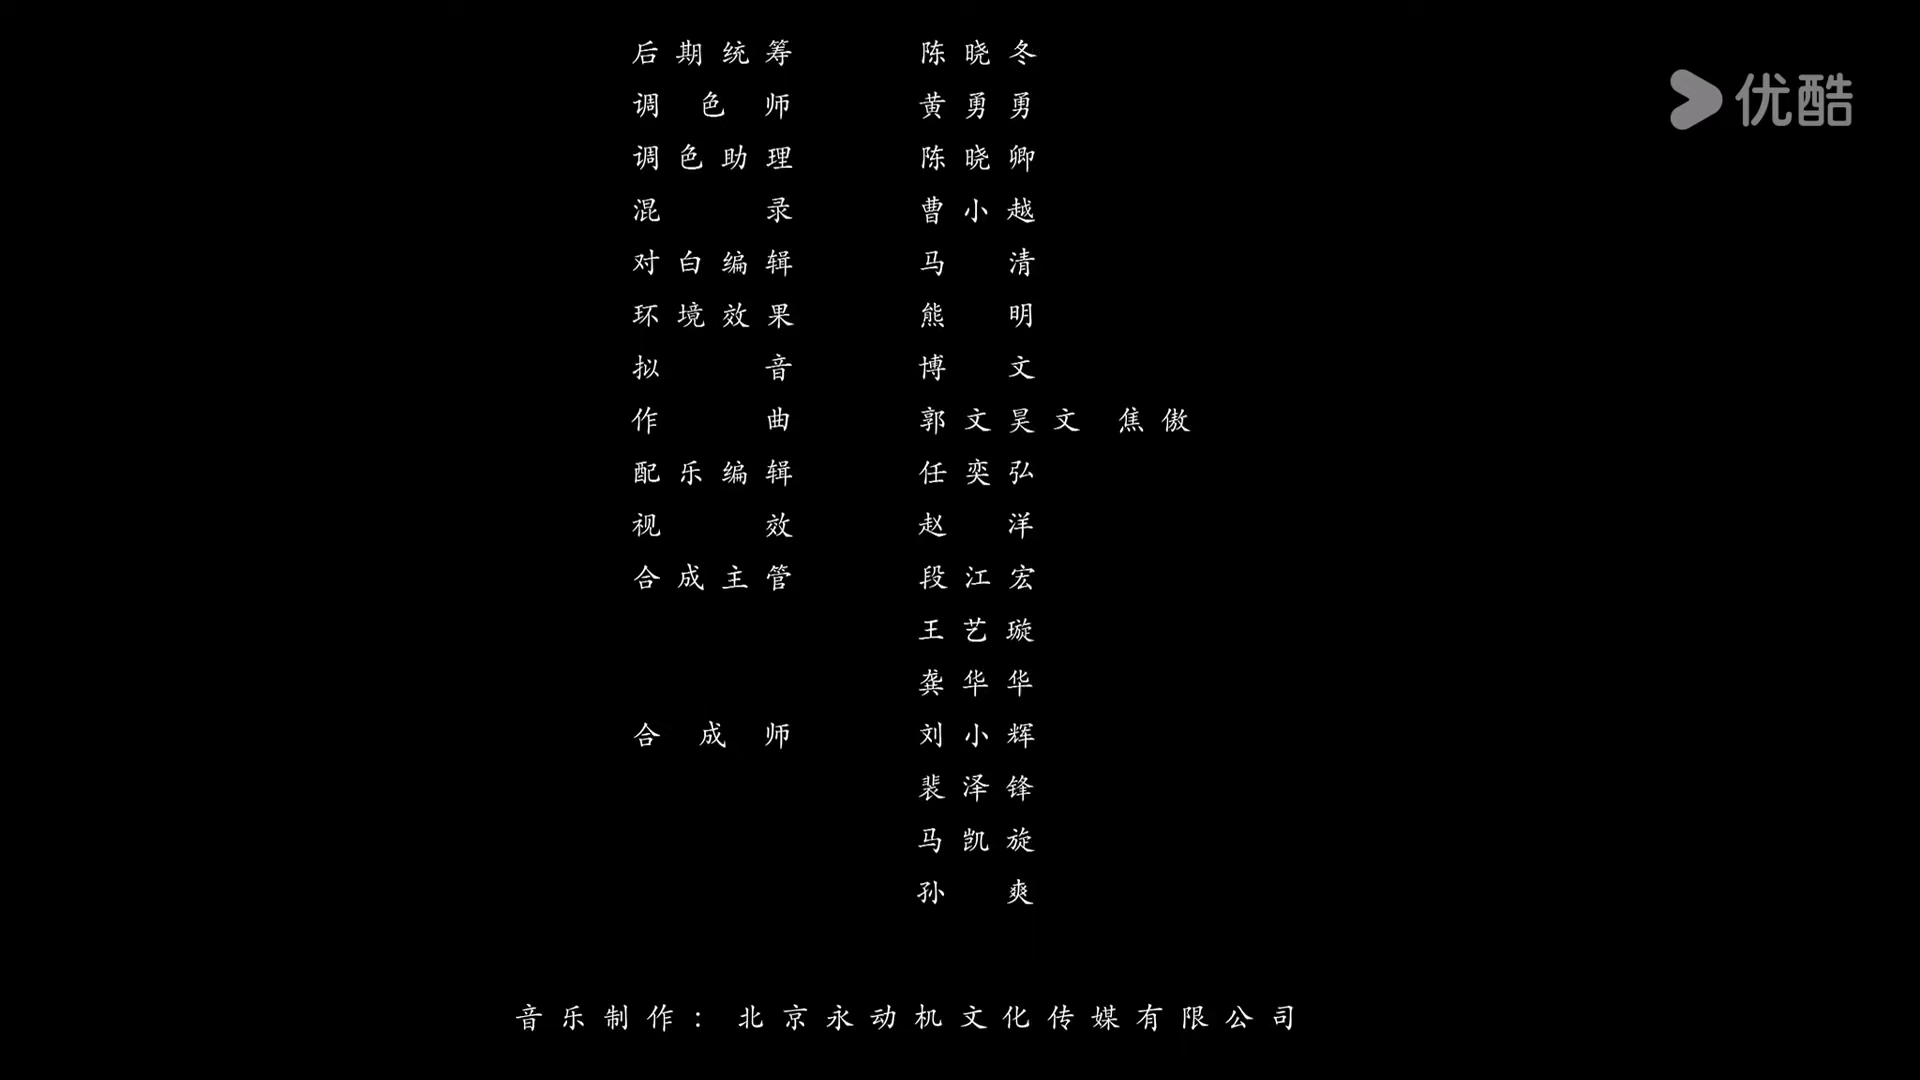 后期统筹 陈晓冬
优酷
调色师 黄勇勇
调色助理 陈晓卿
混录 曹小越
对白编辑 马清
环境效果 熊明
拟音 博文
作曲 郭文昊文 焦傲
配乐编辑 任奕弘
视效 赵洋
合成主管 段江宏
王艺璇
龚华华
合成师 刘小辉
裴泽锋
马凯旋
孙爽
音乐制作：北京永动机文化传媒有限公司